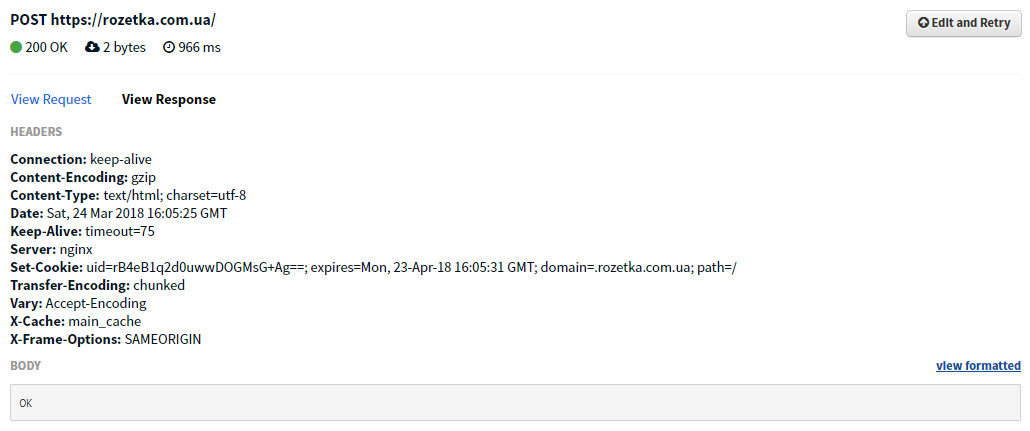 POST https://rozetka.com.ua/
Edit and Retry
200 OK 2 bytes 966 ms
View Request View Response
HEADERS
Connection: keep-alive
Content-Encoding: gzip
Content-Type: text/html; charset=utf-8
Date: Sat, 24 Mar 2018 16:05:25 GMT
Keep-Alive: timeout=75
Server: nginx
Set-Cookie: uid=rB4eB1q2d0uwwDOGMsG+Ag==; expires=Mon, 23-Apr-18 16:05:31 GMT; domain=.rozetka.com.ua; path=/
Transfer-Encoding: chunked
Vary: Accept-Encoding
X-Cache: main_cache
X-Frame-Options: SAMEORIGIN
BODY view formatted
OK